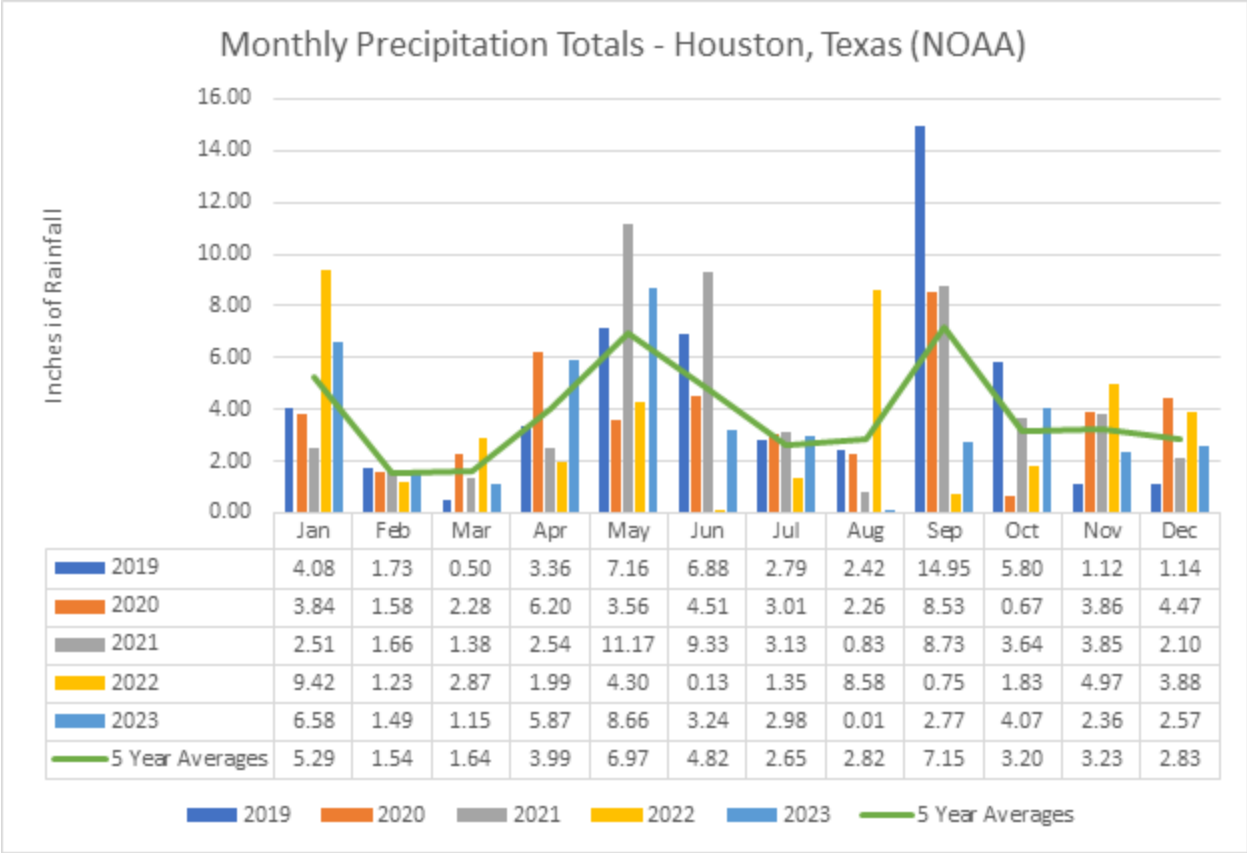 Monthly Precipitation Totals - Houston, Texas (NOAA)
16.00
14.00
12.00
10.00
8.00
6.00
4.00
2.00
0.00
Inches iof Rainfall
Jan Feb Mar Apr May Jun Jul Aug Sep Oct Nov Dec
2019 4.08 1.73 0.50 3.36 7.16 6.88 2.79 2.42 14.95 5.80 1.12 1.14
2020 3.84 1.58 2.28 6.20 3.56 4.51 3.01 2.26 8.53 0.67 3.86 4.47
2021 2.51 1.66 1.38 2.54 11.17 9.33 3.13 0.83 8.73 3.64 3.85 2.10
2022 9.42 1.23 2.87 1.99 4.30 0.13 1.35 8.58 0.75 1.83 4.97 3.88
2023 6.58 1.49 1.15 5.87 8.66 3.24 2.98 0.01 2.77 4.07 2.36 2.57
5 Year Averages 5.29 1.54 1.64 3.99 6.97 4.82 2.65 2.82 7.15 3.20 3.23 2.83
2019 2020 2021 2022 2023 5 Year Averages